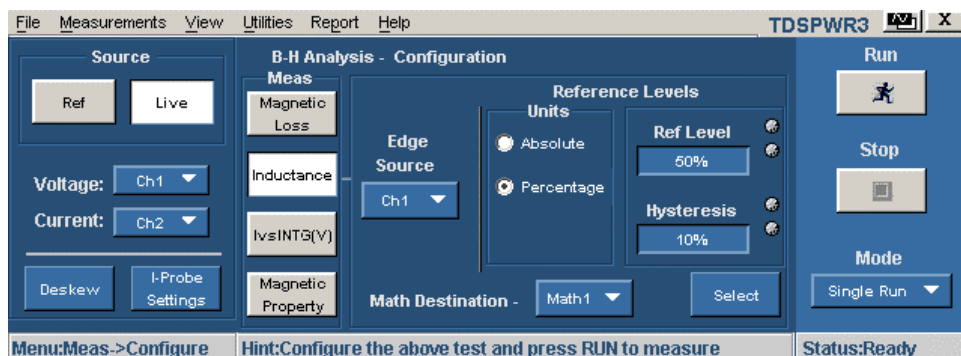 File Measurements View Utilities Report Help
TDSPWR3
X
Source
Ref
Live
Voltage:
Ch1
Current:
Ch2
Deskew
I-Probe
Settings
B-H Analysis - Configuration
Meas
Magnetic
Loss
Inductance
IvsINTG(V)
Magnetic
Property
Edge
Source
Ch1
Reference Levels
Units
Absolute
Percentage
Ref Level
50%
Hysteresis
10%
Math Destination -
Math1
Select
Run
Stop
Mode
Single Run
Menu:Meas->Configure
Hint:Configure the above test and press RUN to measure
Status:Ready